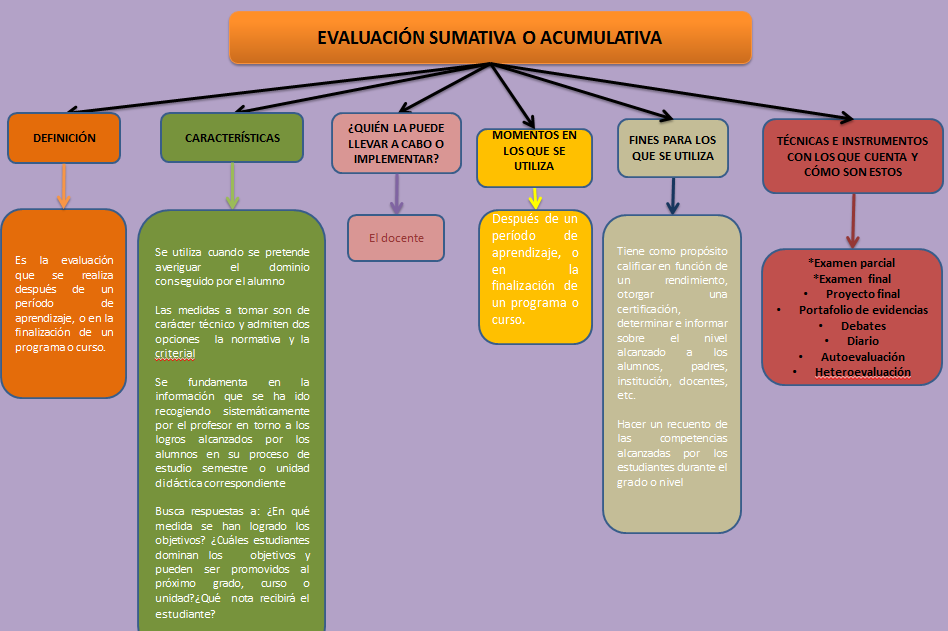 EVALUACIÓN SUMATIVA O ACUMULATIVA
DEFINICIÓN
Es la evaluación
que se realiza
después de un
período de
aprendizaje, o en la
finalización de un
programa o curso.
CARACTERÍSTICAS
Se utiliza cuando se pretende
averiguar el dominio
conseguido por el alumno
Las medidas a tomar son de
carácter técnico y admiten dos
opciones la normativa y la
criterial
Se fundamenta en la
información que se ha ido
recogiendo sistemáticamente
por el profesor en torno a los
logros alcanzados por los
alumnos en su proceso de
estudio semestre o unidad
didáctica correspondiente
Busca respuestas a: ¿En qué
medida se han logrado los
objetivos? ¿Cuáles estudiantes
dominan los objetivos y
pueden ser promovidos al
próximo grado, curso o
unidad?¿Qué nota recibirá el
estudiante?
¿QUIÉN LA PUEDE
LLEVAR A CABO O
IMPLEMENTAR?
El docente
MOMENTOS EN
LOS QUE SE
UTILIZA
Después de un
período de
aprendizaje, o
en la
finalización de
un programa o
curso.
FINES PARA LOS
QUE SE UTILIZA
Tiene como propósito
calificar en función de
un rendimiento,
otorgar una
certificación,
determinar e informar
sobre el nivel
alcanzado a los
alumnos, padres,
institución, docentes,
etc.
Hacer un recuento de
las competencias
alcanzadas por los
estudiantes durante el
grado o nivel
TÉCNICAS E INSTRUMENTOS
CON LOS QUE CUENTA Y
CÓMO SON ESTOS
*Examen parcial
*Examen final
• Proyecto final
• Portafolio de evidencias
• Debates
• Diario
• Autoevaluación
• Heteroevaluación